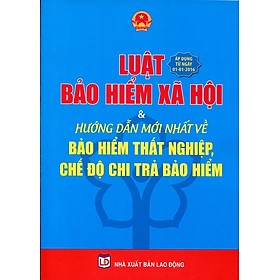 LUẬT
ÁP DỤNG
TỪ NGÀY
01-01-2016
BẢO HIỂM XÃ HỘI
&
HƯỚNG DẪN MỚI NHẤT VỀ
BẢO HIỂM THẤT NGHIỆP,
CHẾ ĐỘ CHI TRẢ BẢO HIỂM
LĐ
NHÀ XUẤT BẢN LAO ĐỘNG